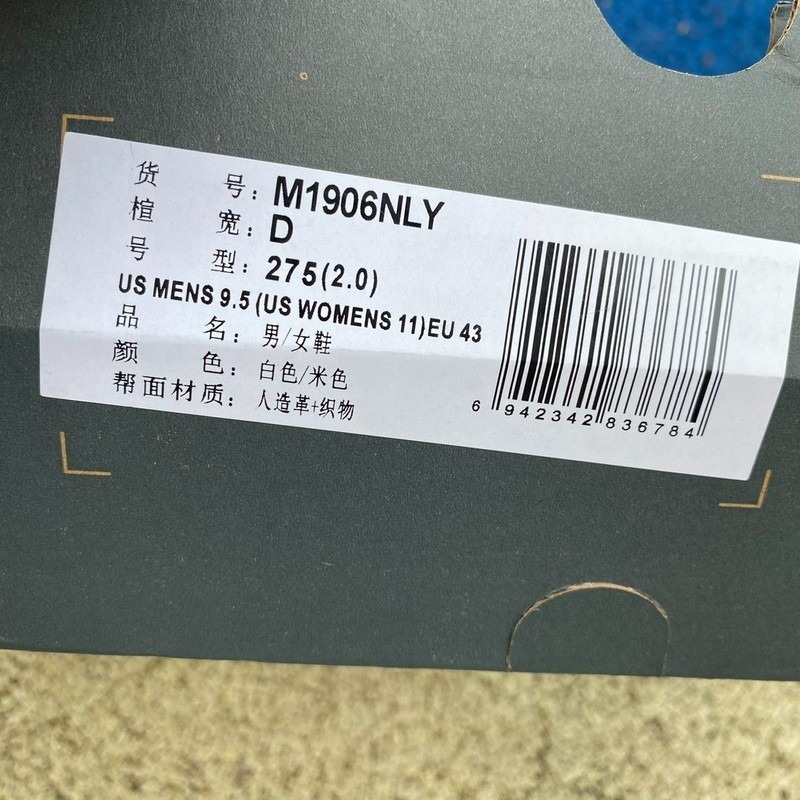 货 号: M1906NLY
楦 宽: D
号 型: 275(2.0)
US MENS 9.5 (US WOMENS 11) EU 43
品 名: 男/女鞋
颜 色: 白色/米色
帮面材质: 人造革+织物
6 942342 836784